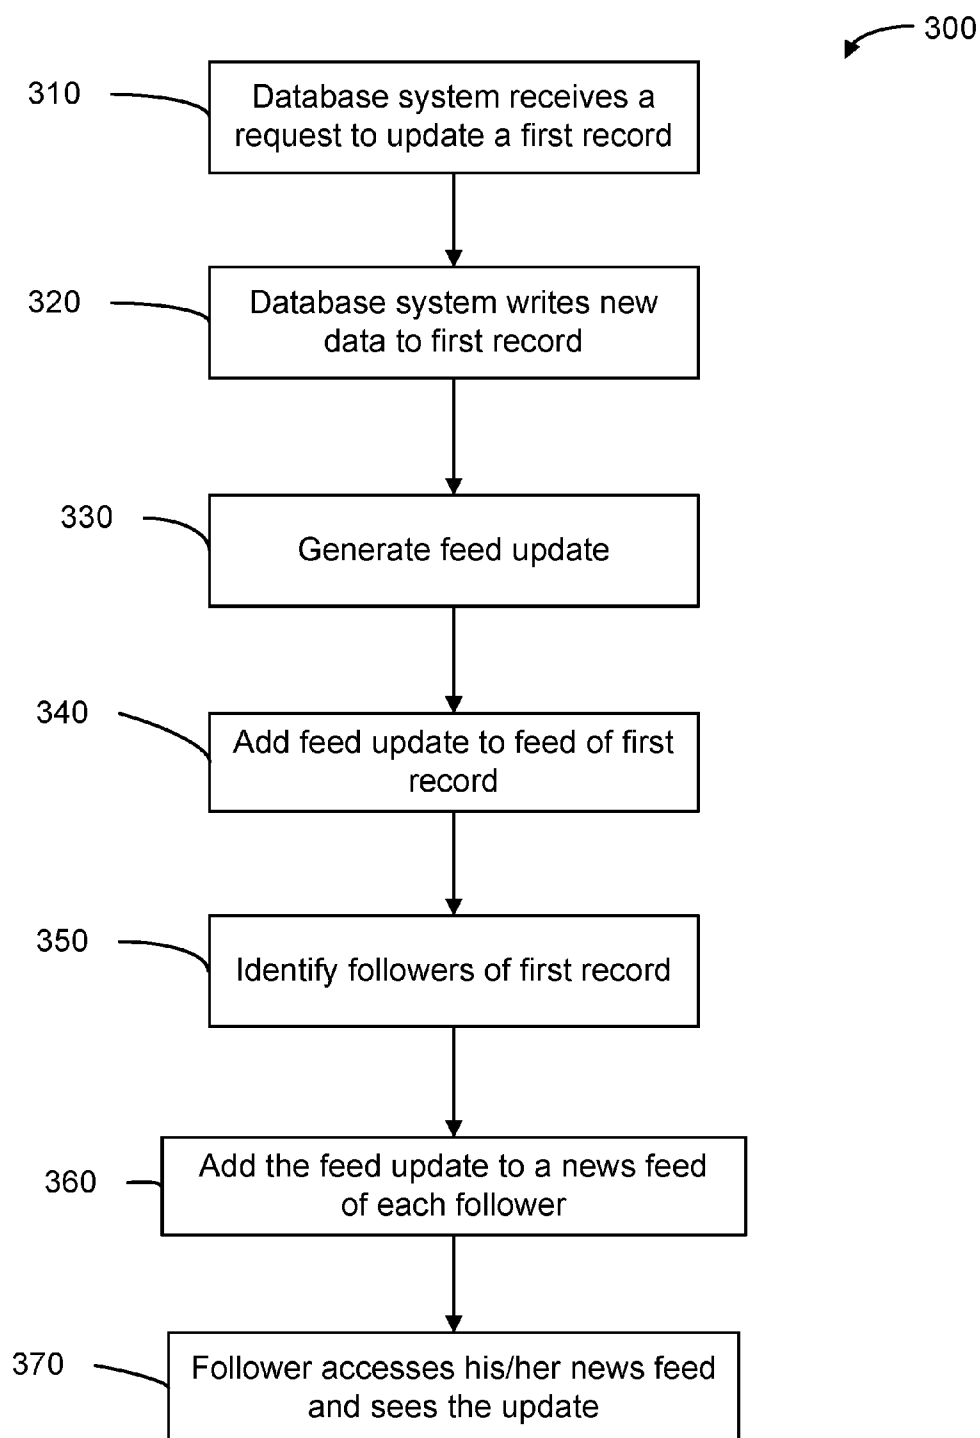 300
310
Database system receives a
request to update a first record
320
Database system writes new
data to first record
330
Generate feed update
340
Add feed update to feed of first
record
350
Identify followers of first record
360
Add the feed update to a news feed
of each follower
370
Follower accesses his/her news feed
and sees the update